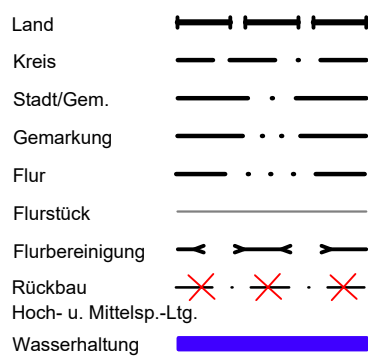 Land
Kreis
Stadt/Gem.
Gemarkung
Flur
Flurstück
Flurbereinigung
Rückbau
Hoch- u. Mittelsp.-Ltg.
Wasserhaltung